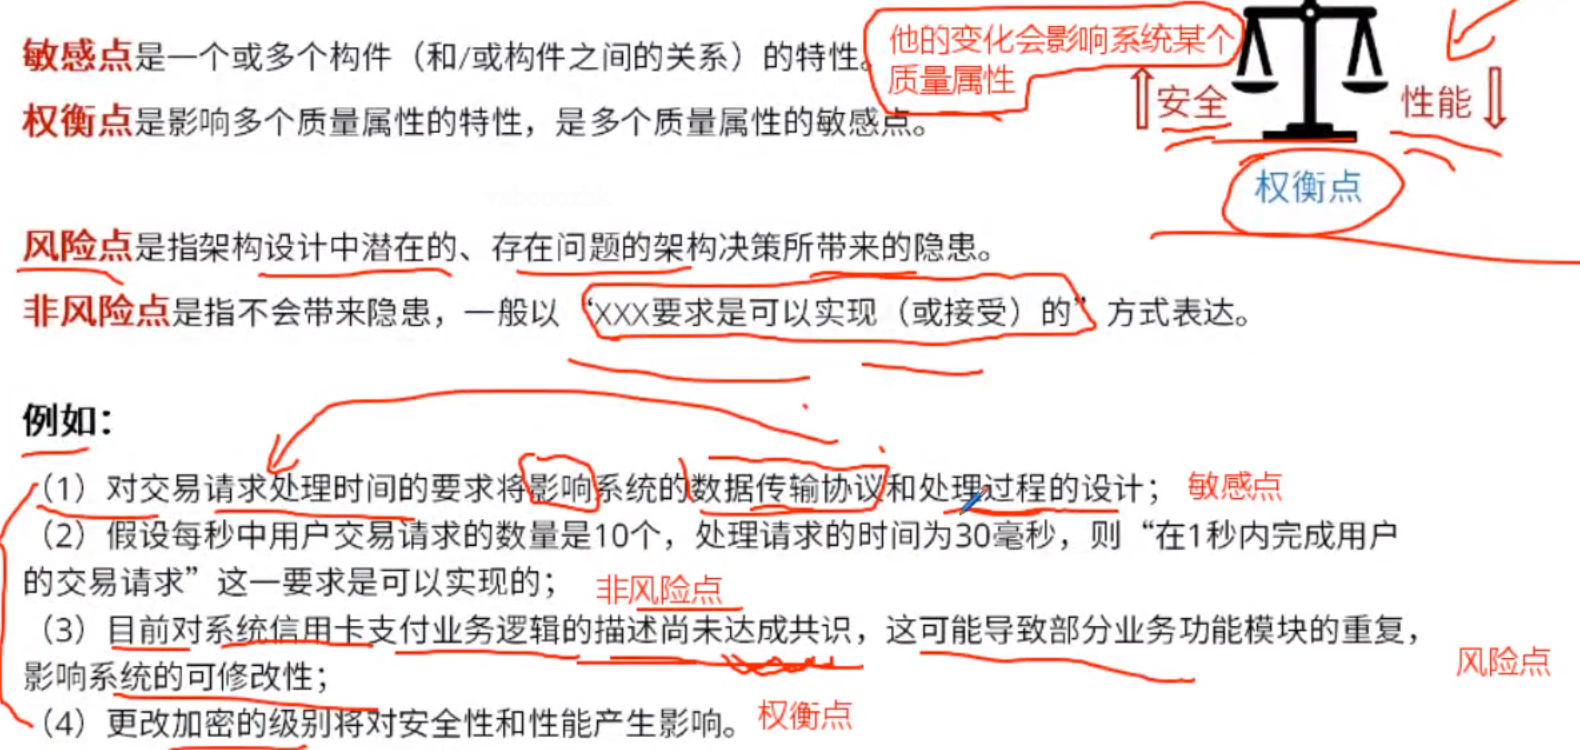 敏感点是一个或多个构件（和/或构件之间的关系）的特性。
他的变化会影响系统某个
质量属性
安全
性能
权衡点是影响多个质量属性的特性，是多个质量属性的敏感点。
权衡点
风险点是指架构设计中潜在的、存在问题的架构决策所带来的隐患。
非风险点是指不会带来隐患，一般以“XXX要求是可以实现（或接受）的”方式表达。
例如：
（1）对交易请求处理时间的要求将影响系统的数据传输协议和处理过程的设计； 敏感点
（2）假设每秒中用户交易请求的数量是10个，处理请求的时间为30毫秒，则“在1秒内完成用户
的交易请求”这一要求是可以实现的； 非风险点
（3）目前对系统信用卡支付业务逻辑的描述尚未达成共识，这可能导致部分业务功能模块的重复，
影响系统的可修改性； 风险点
（4）更改加密的级别将对安全性和性能产生影响。 权衡点